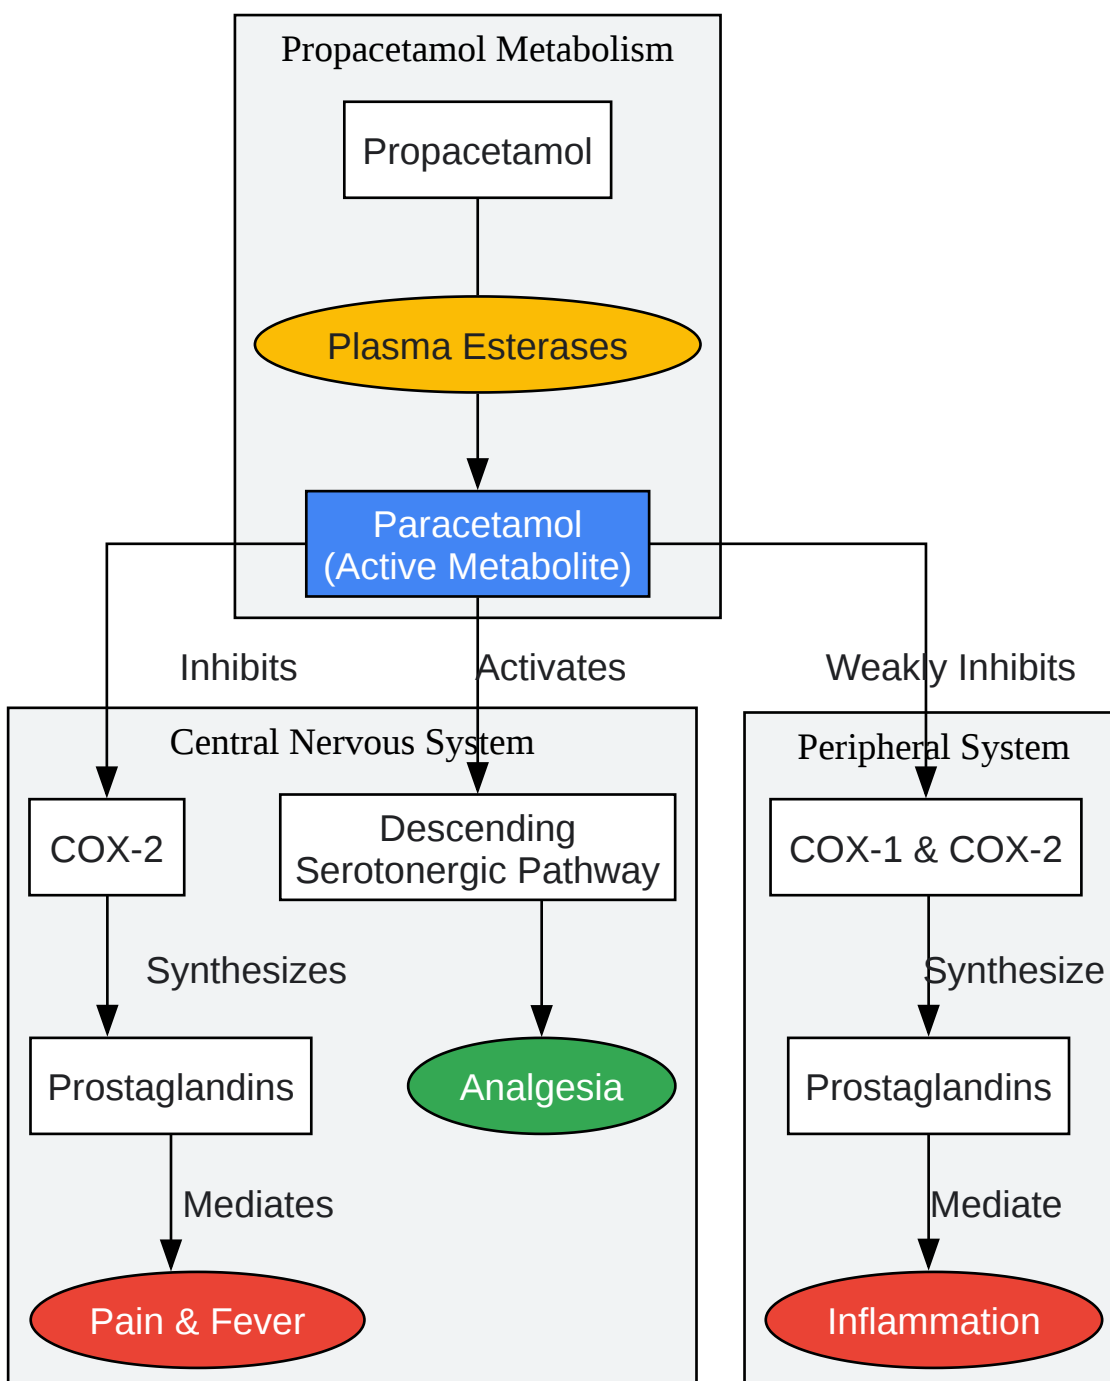 Propacetamol Metabolism
Propacetamol
Plasma Esterases
Paracetamol
(Active Metabolite)
Inhibits
Activates
Weakly Inhibits
Central Nervous System
Peripheral System
COX-2
Descending
Serotonergic Pathway
COX-1 & COX-2
Synthesizes
Synthesize
Prostaglandins
Analgesia
Prostaglandins
Mediates
Mediate
Pain & Fever
Inflammation